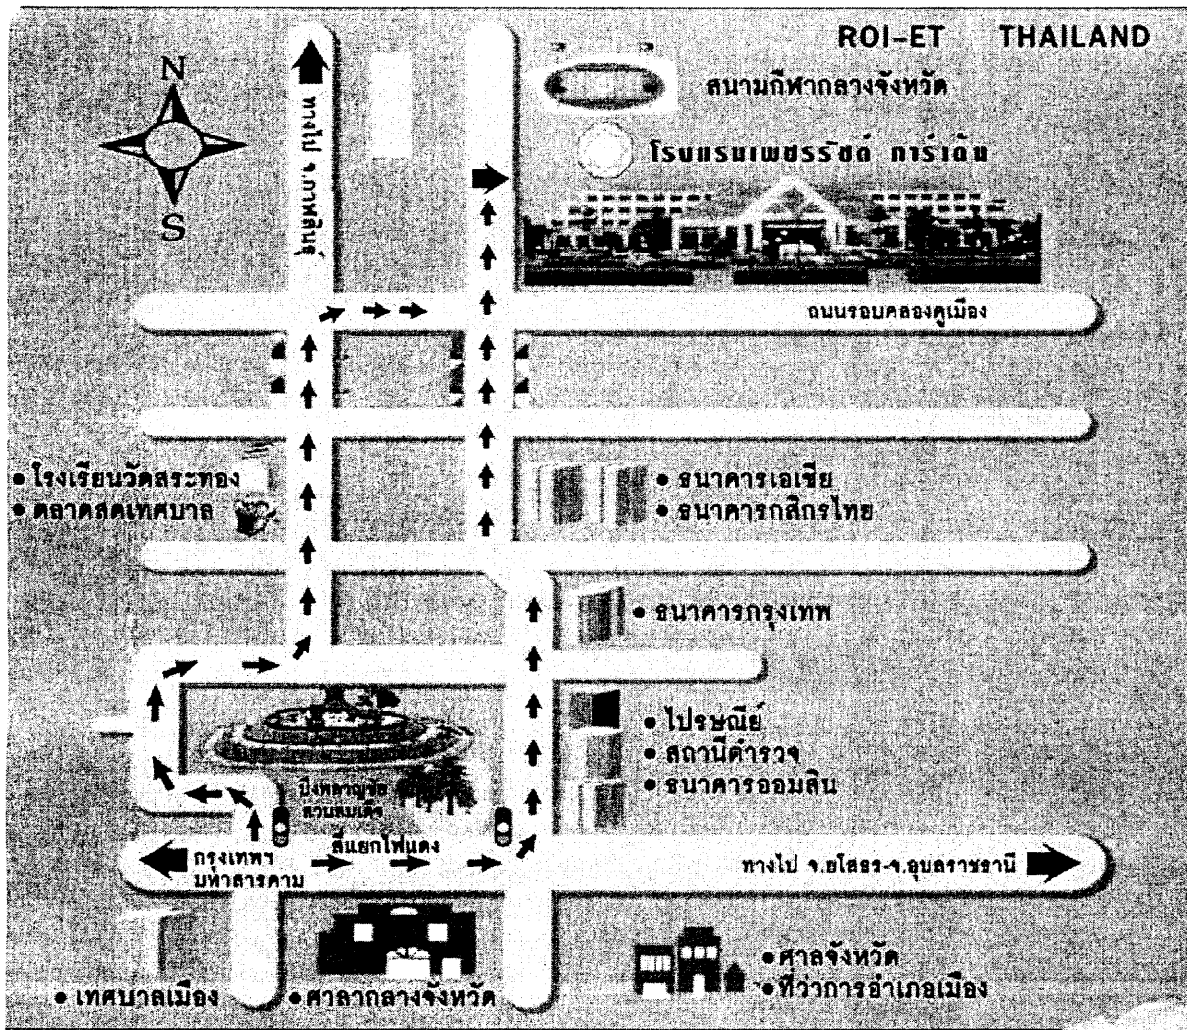 ROI-ET THAILAND
N
S
สนามกีฬากลางจังหวัด
โรงแรมเพชรรัชต์ การ์เด้น
ทางไป จ.กาฬสินธุ์
ถนนรอบคลองคูเมือง
• โรงเรียนวัดสระทอง
• ตลาดสดเทศบาล
• ธนาคารเอเชีย
• ธนาคารกสิกรไทย
• ธนาคารกรุงเทพ
• ไปรษณีย์
• สถานีตำรวจ
• ธนาคารออมสิน
บึงพลาญชัย
สวนสมเด็จ
สี่แยกไฟแดง
กรุงเทพฯ
มหาสารคาม
ทางไป จ.ยโสธร-จ.อุบลราชธานี
• เทศบาลเมือง
• ศาลากลางจังหวัด
• ศาลจังหวัด
• ที่ว่าการอำเภอเมือง